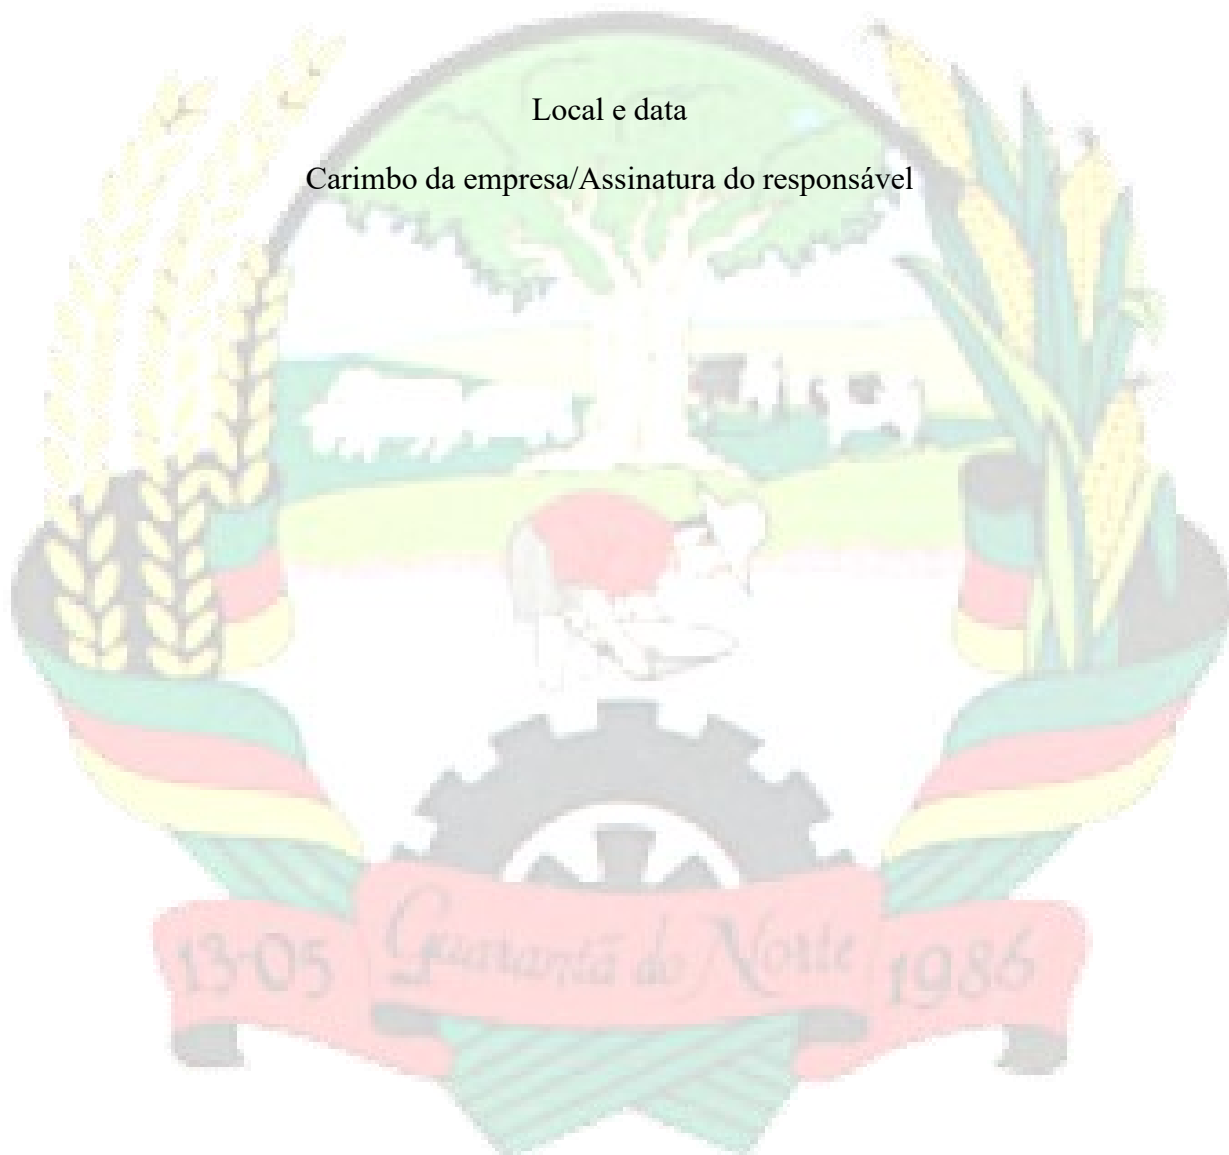 Local e data
Carimbo da empresa/Assinatura do responsável
13-05 Guarantã do Norte 1986